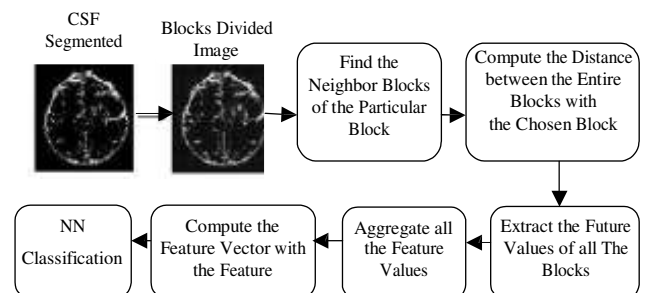 CSF
Segmented
Blocks Divided
Image
Find the
Neighbor Blocks
of the Particular
Block
Compute the Distance
between the Entire
Blocks with
the Chosen Block
Extract the Future
Values of all The
Blocks
Aggregate all
the Feature
Values
Compute the
Feature Vector with
the Feature
NN
Classification